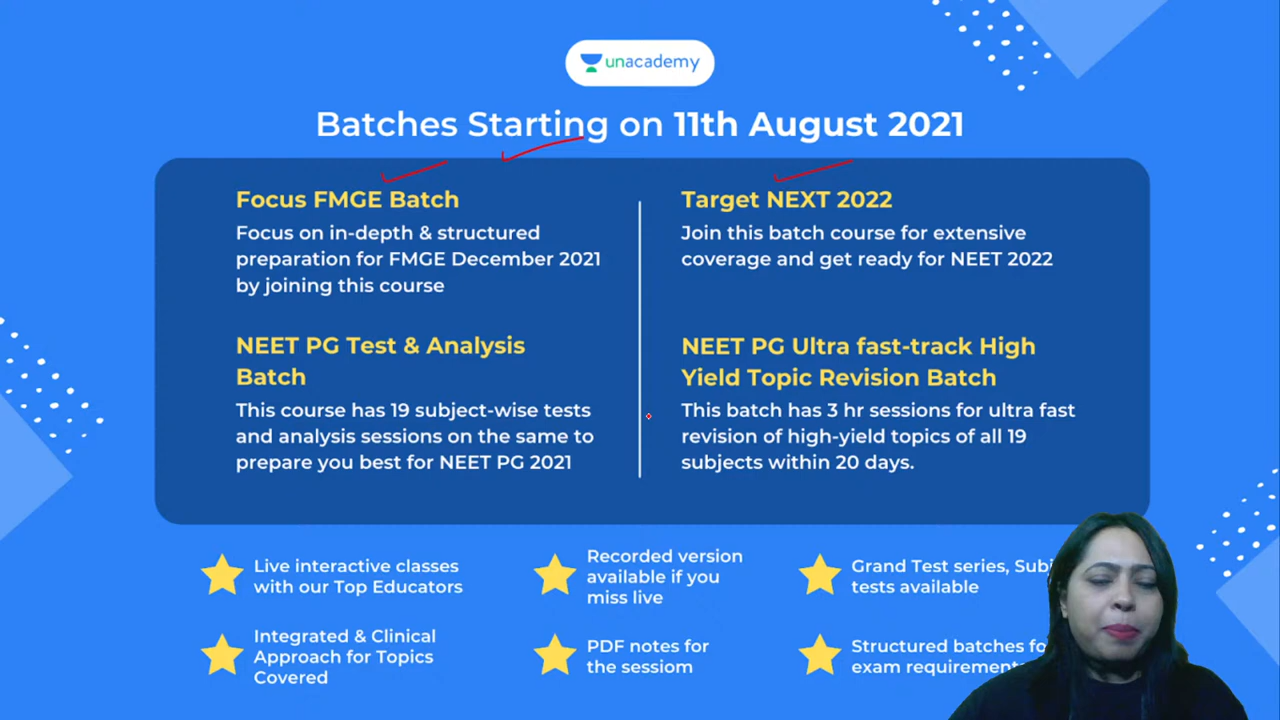 unacademy
Batches Starting on 11th August 2021
Focus FMGE Batch
Focus on in-depth & structured
preparation for FMGE December 2021
by joining this course
Target NEXT 2022
Join this batch course for extensive
coverage and get ready for NEET 2022
NEET PG Test & Analysis
Batch
This course has 19 subject-wise tests
and analysis sessions on the same to
prepare you best for NEET PG 2021
NEET PG Ultra fast-track High
Yield Topic Revision Batch
This batch has 3 hr sessions for ultra fast
revision of high-yield topics of all 19
subjects within 20 days.
Live interactive classes
with our Top Educators
Recorded version
available if you
miss live
Grand Test series,
tests available
Integrated & Clinical
Approach for Topics
Covered
PDF notes for
the sessiom
Structured batches
exam